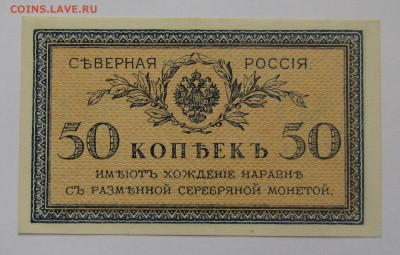 COINS.LAVE.RU
СѢВЕРНАЯ РОССІЯ.
50 КОПѢЕКЪ 50
ИМѢЮТЪ ХОЖДЕНІЕ НАРАВНѢ
СЪ РАЗМѢННОЙ СЕРЕБРЯНОЙ МОНЕТОЙ.